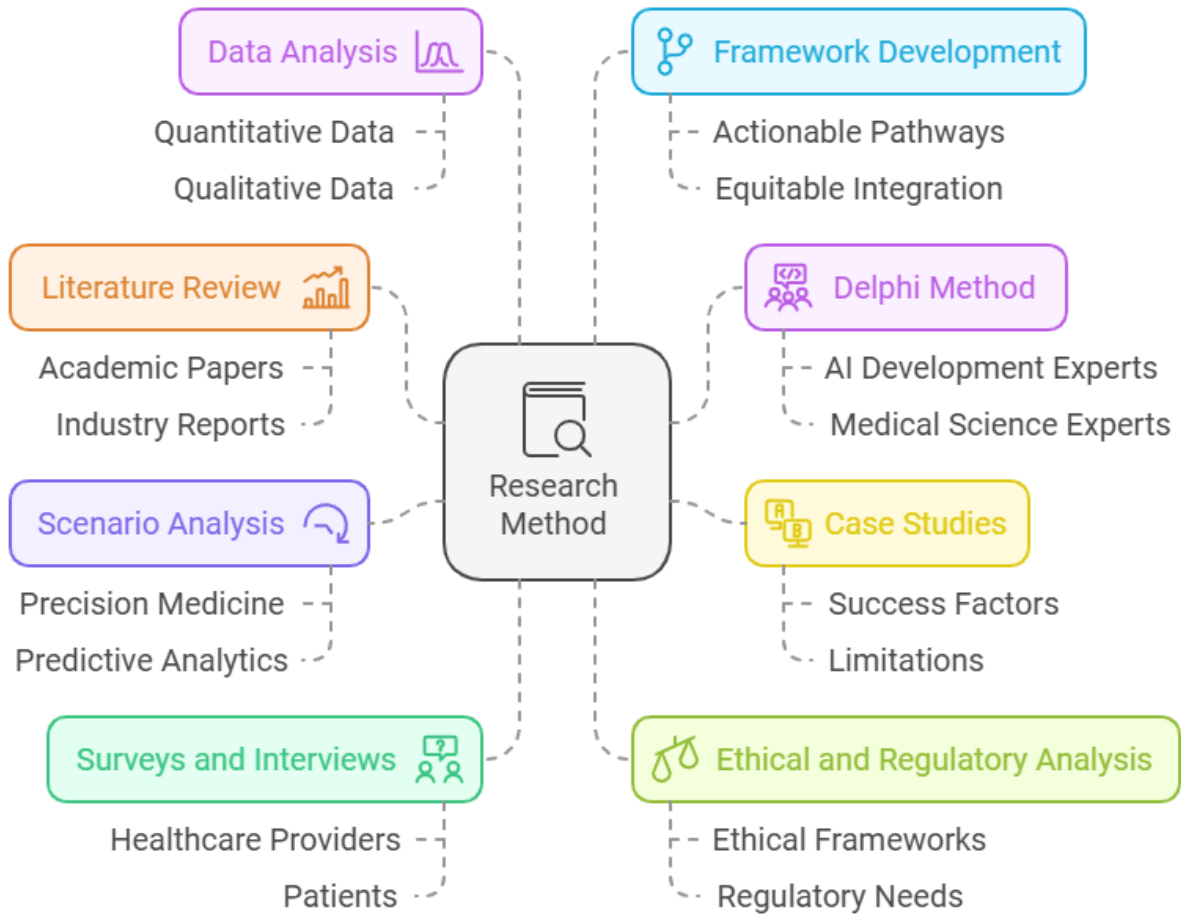 Data Analysis
Quantitative Data
Qualitative Data
Framework Development
Actionable Pathways
Equitable Integration
Literature Review
Academic Papers
Industry Reports
Delphi Method
AI Development Experts
Medical Science Experts
Research
Method
Scenario Analysis
Precision Medicine
Predictive Analytics
A
B
Case Studies
Success Factors
Limitations
Surveys and Interviews
?
Healthcare Providers
Patients
Ethical and Regulatory Analysis
Ethical Frameworks
Regulatory Needs